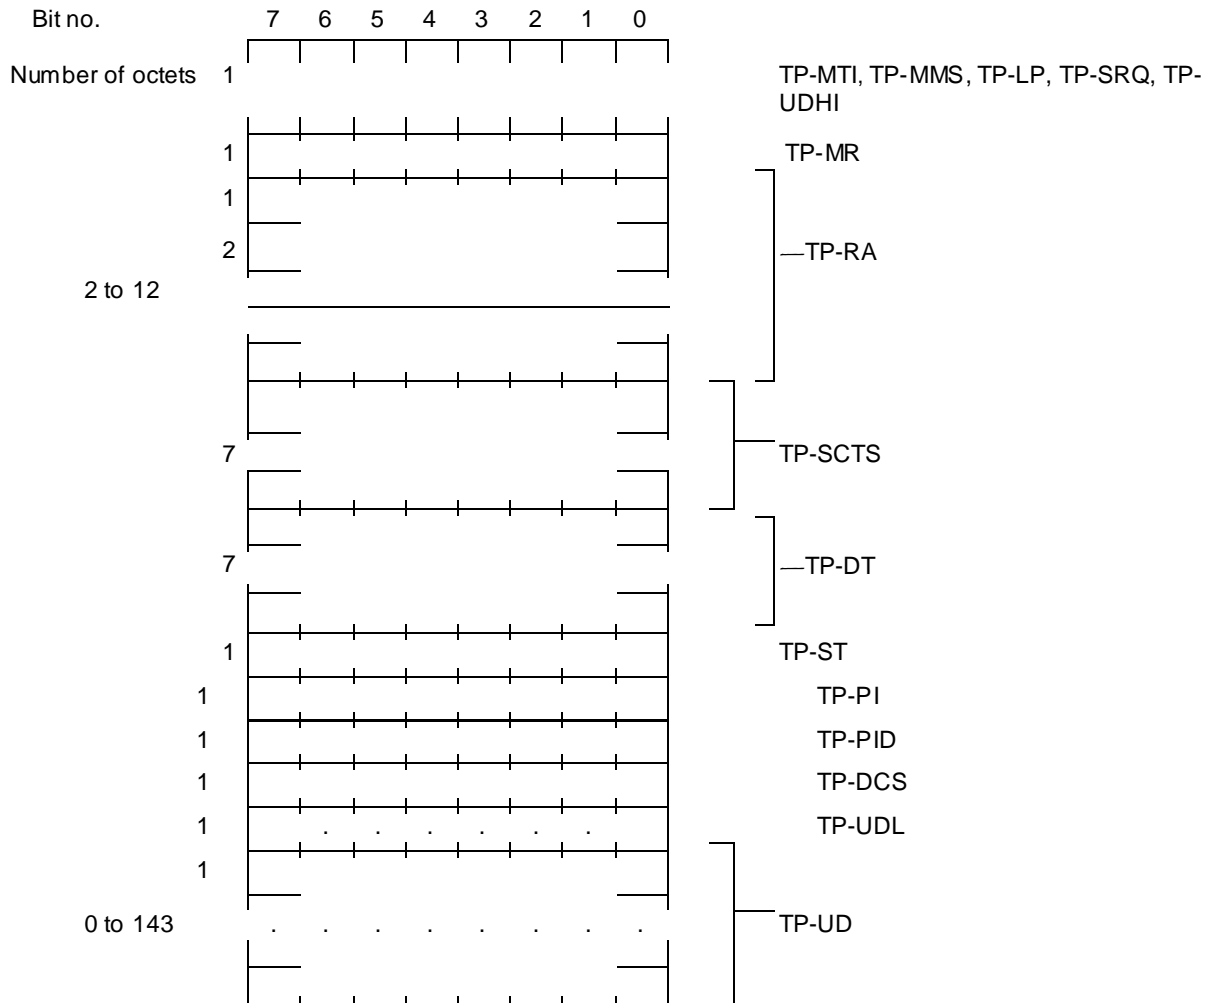 Bit no. 7 6 5 4 3 2 1 0
Number of octets 1 TP-MTI, TP-MMS, TP-LP, TP-SRQ, TP-
UDHI
1 TP-MR
1
2 TP-RA
2 to 12
7 TP-SCTS
7 TP-DT
1 TP-ST
1 TP-PI
1 TP-PID
1 TP-DCS
1 . . . . . . TP-UDL
1
0 to 143 . . . . . . . . TP-UD